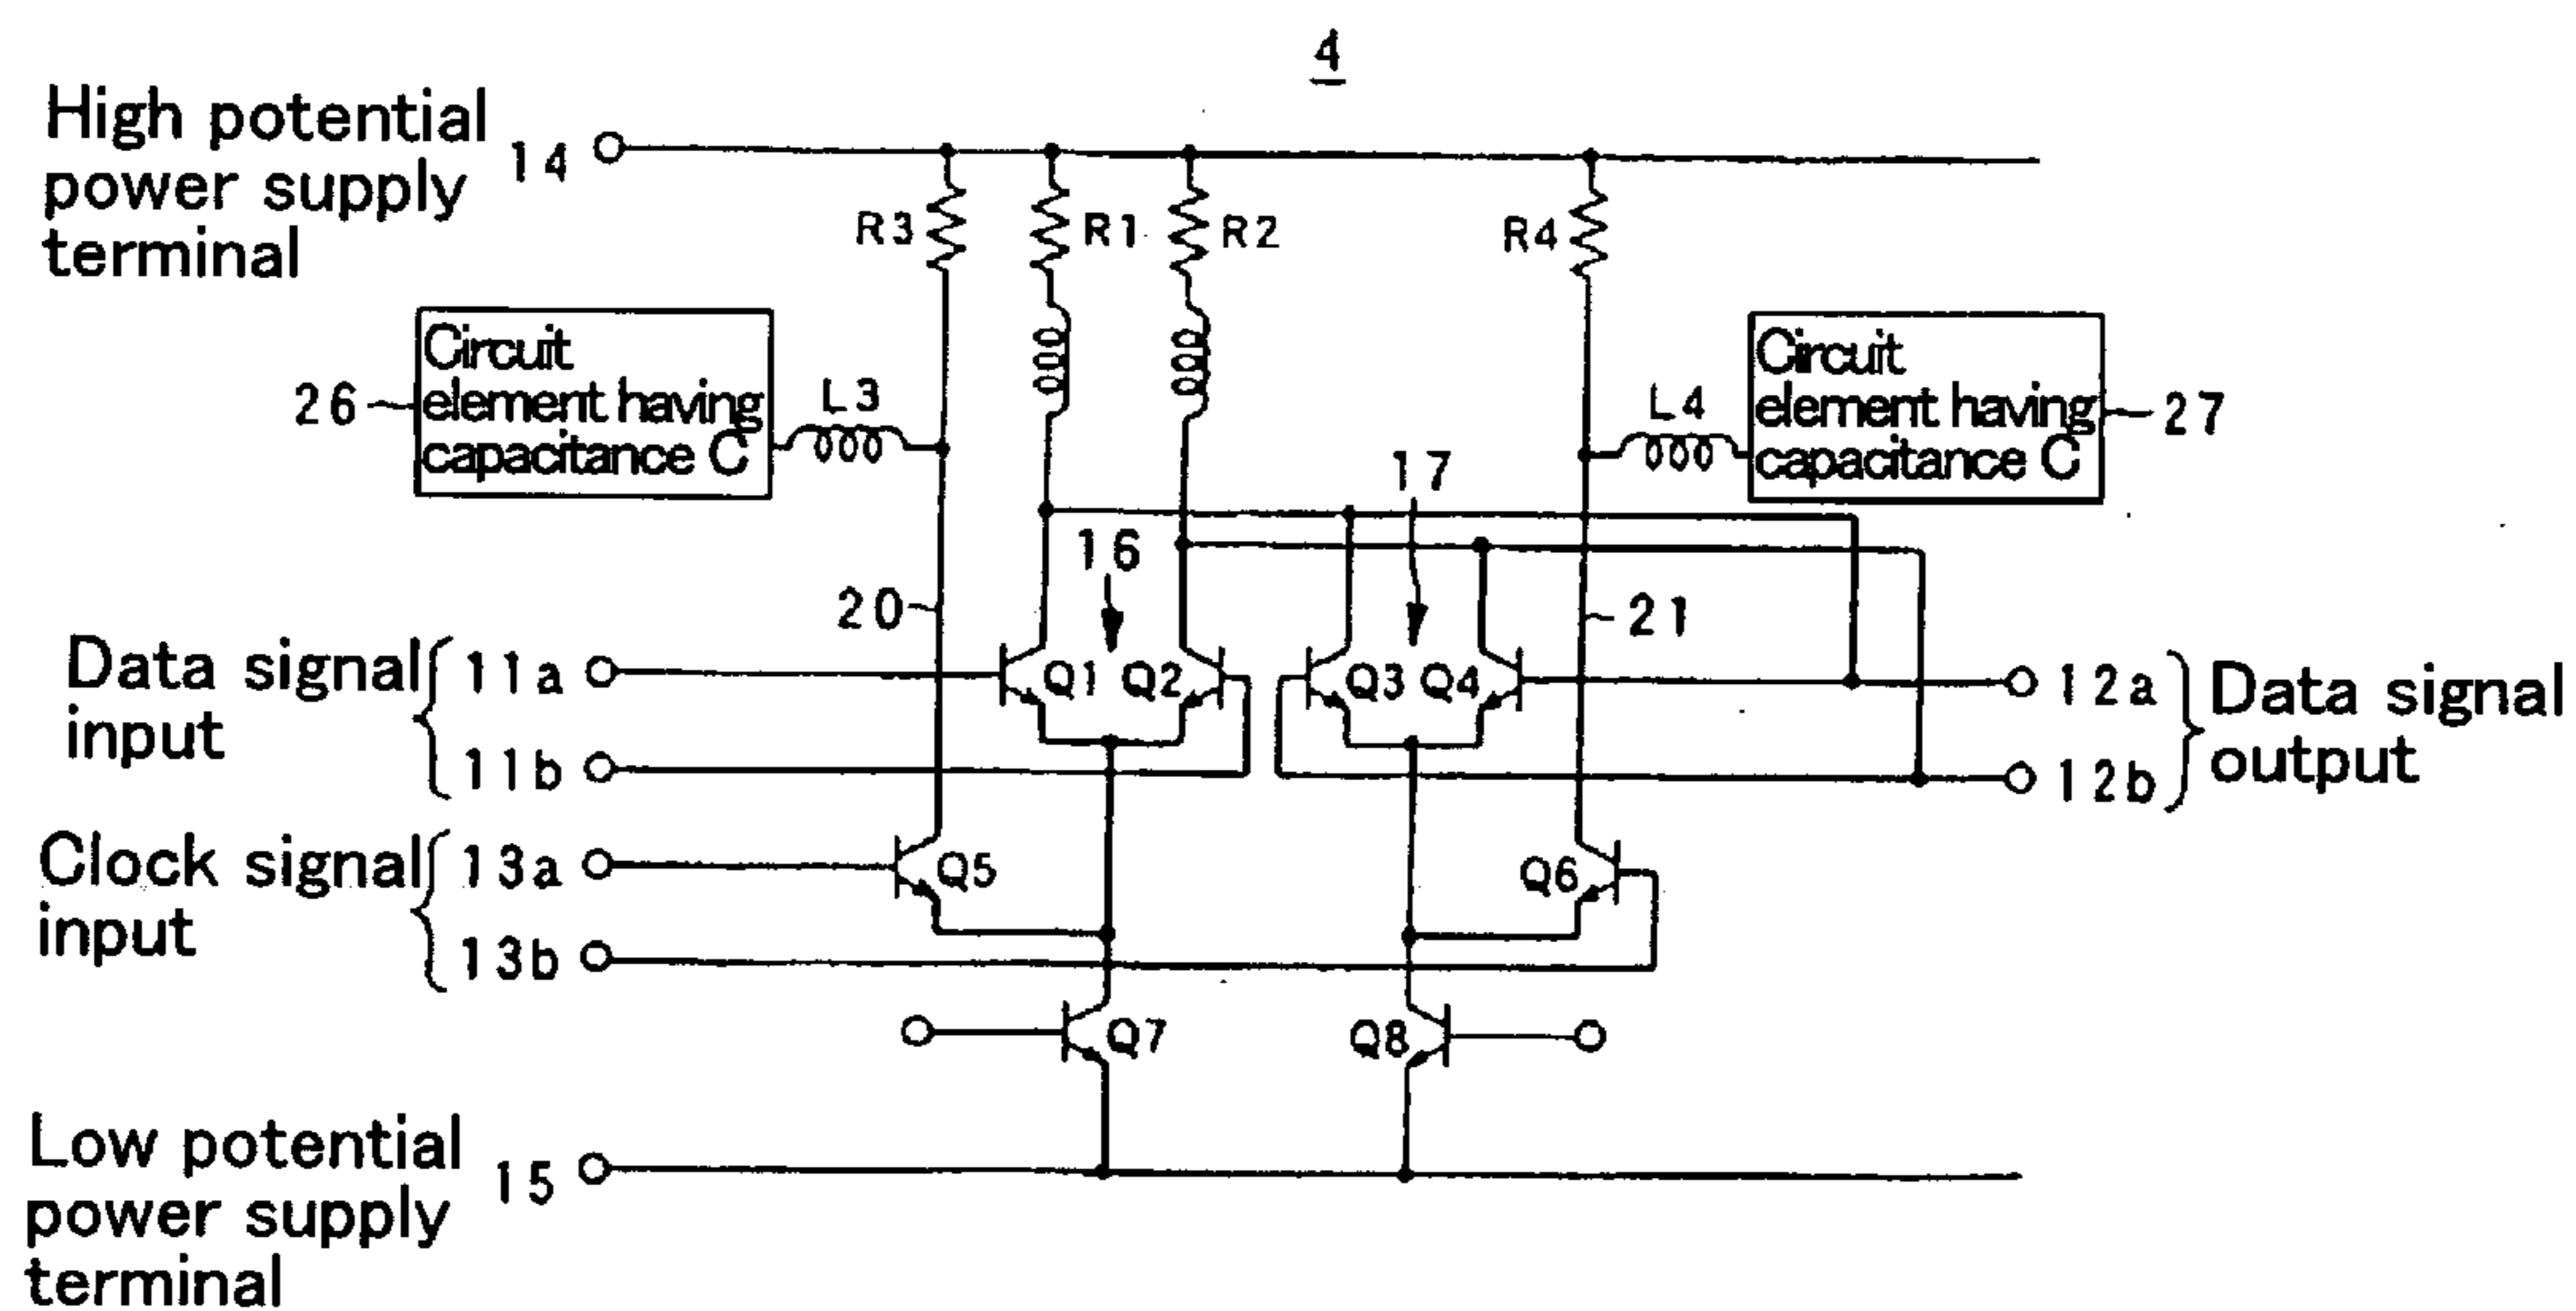 4
High potential
power supply
terminal
14
R3
R1
R2
R4
Circuit
element having
capacitance C
26
L3
L4
Circuit
element having
capacitance C
27
17
16
20
21
Data signal
input
11a
11b
Q1
Q2
Q3
Q4
12a
12b
Data signal
output
Clock signal
input
13a
13b
Q5
Q6
Q7
Q8
Low potential
power supply
terminal
15